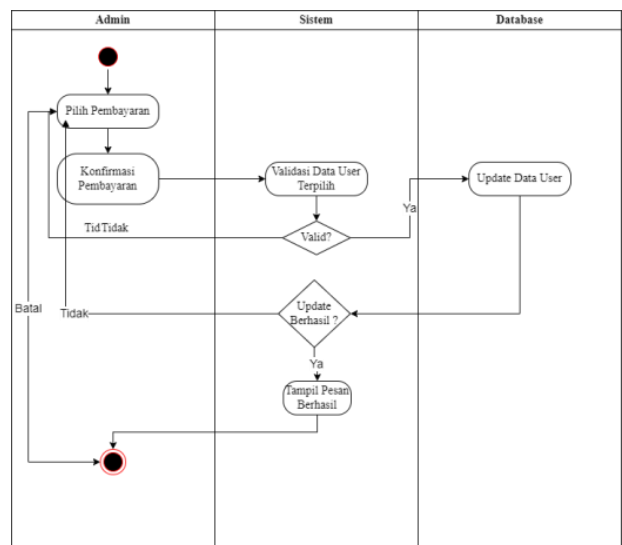 Admin
Sistem
Database
Pilih Pembayaran
Konfirmasi
Pembayaran
Validasi Data User
Terpilih
Update Data User
Ya
TidTidak
Valid?
Batal
Tidak
Update
Berhasil ?
Ya
Tampil Pesan
Berhasil